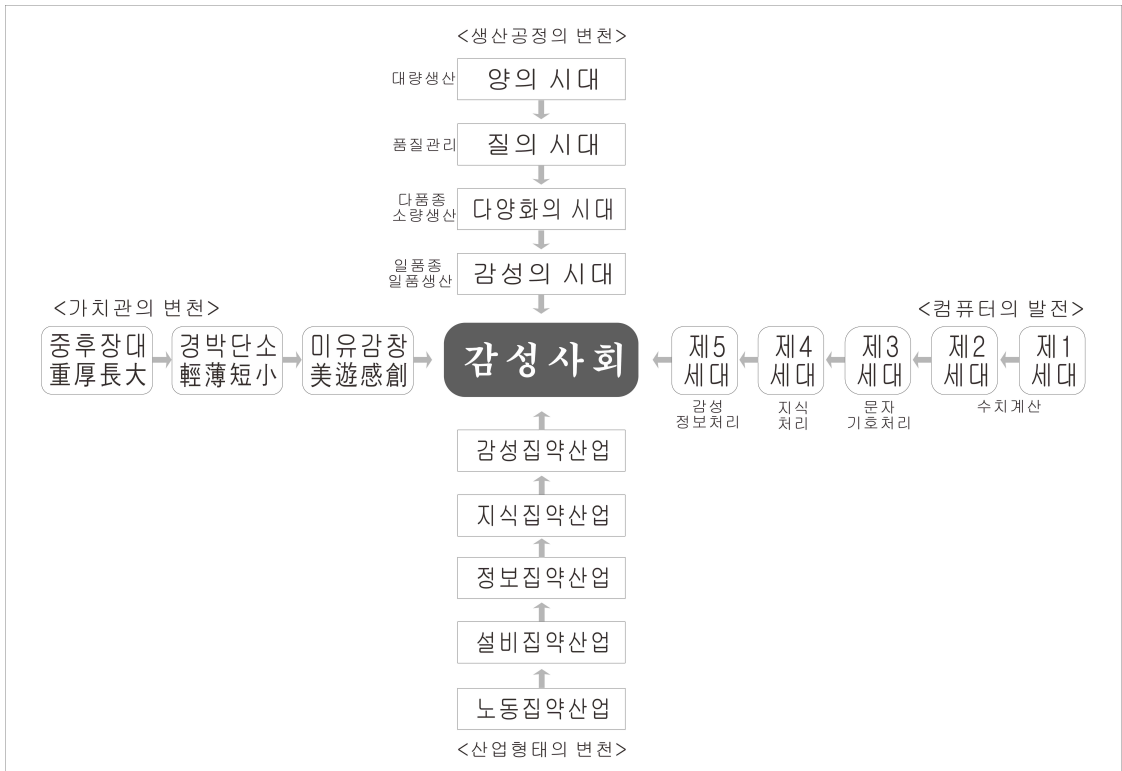 <생산공정의 변천>
대량생산
양의 시대
품질관리
질의 시대
다품종
소량생산
다양화의 시대
일품종
일품생산
감성의 시대
<가치관의 변천>
중후장대
重厚長大
경박단소
輕薄短小
미유감창
美遊感創
감성사회
<컴퓨터의 발전>
제5
세대
감성
정보처리
제4
세대
지식
처리
제3
세대
문자
기호처리
제2
세대
제1
세대
수치계산
감성집약산업
지식집약산업
정보집약산업
설비집약산업
노동집약산업
<산업형태의 변천>